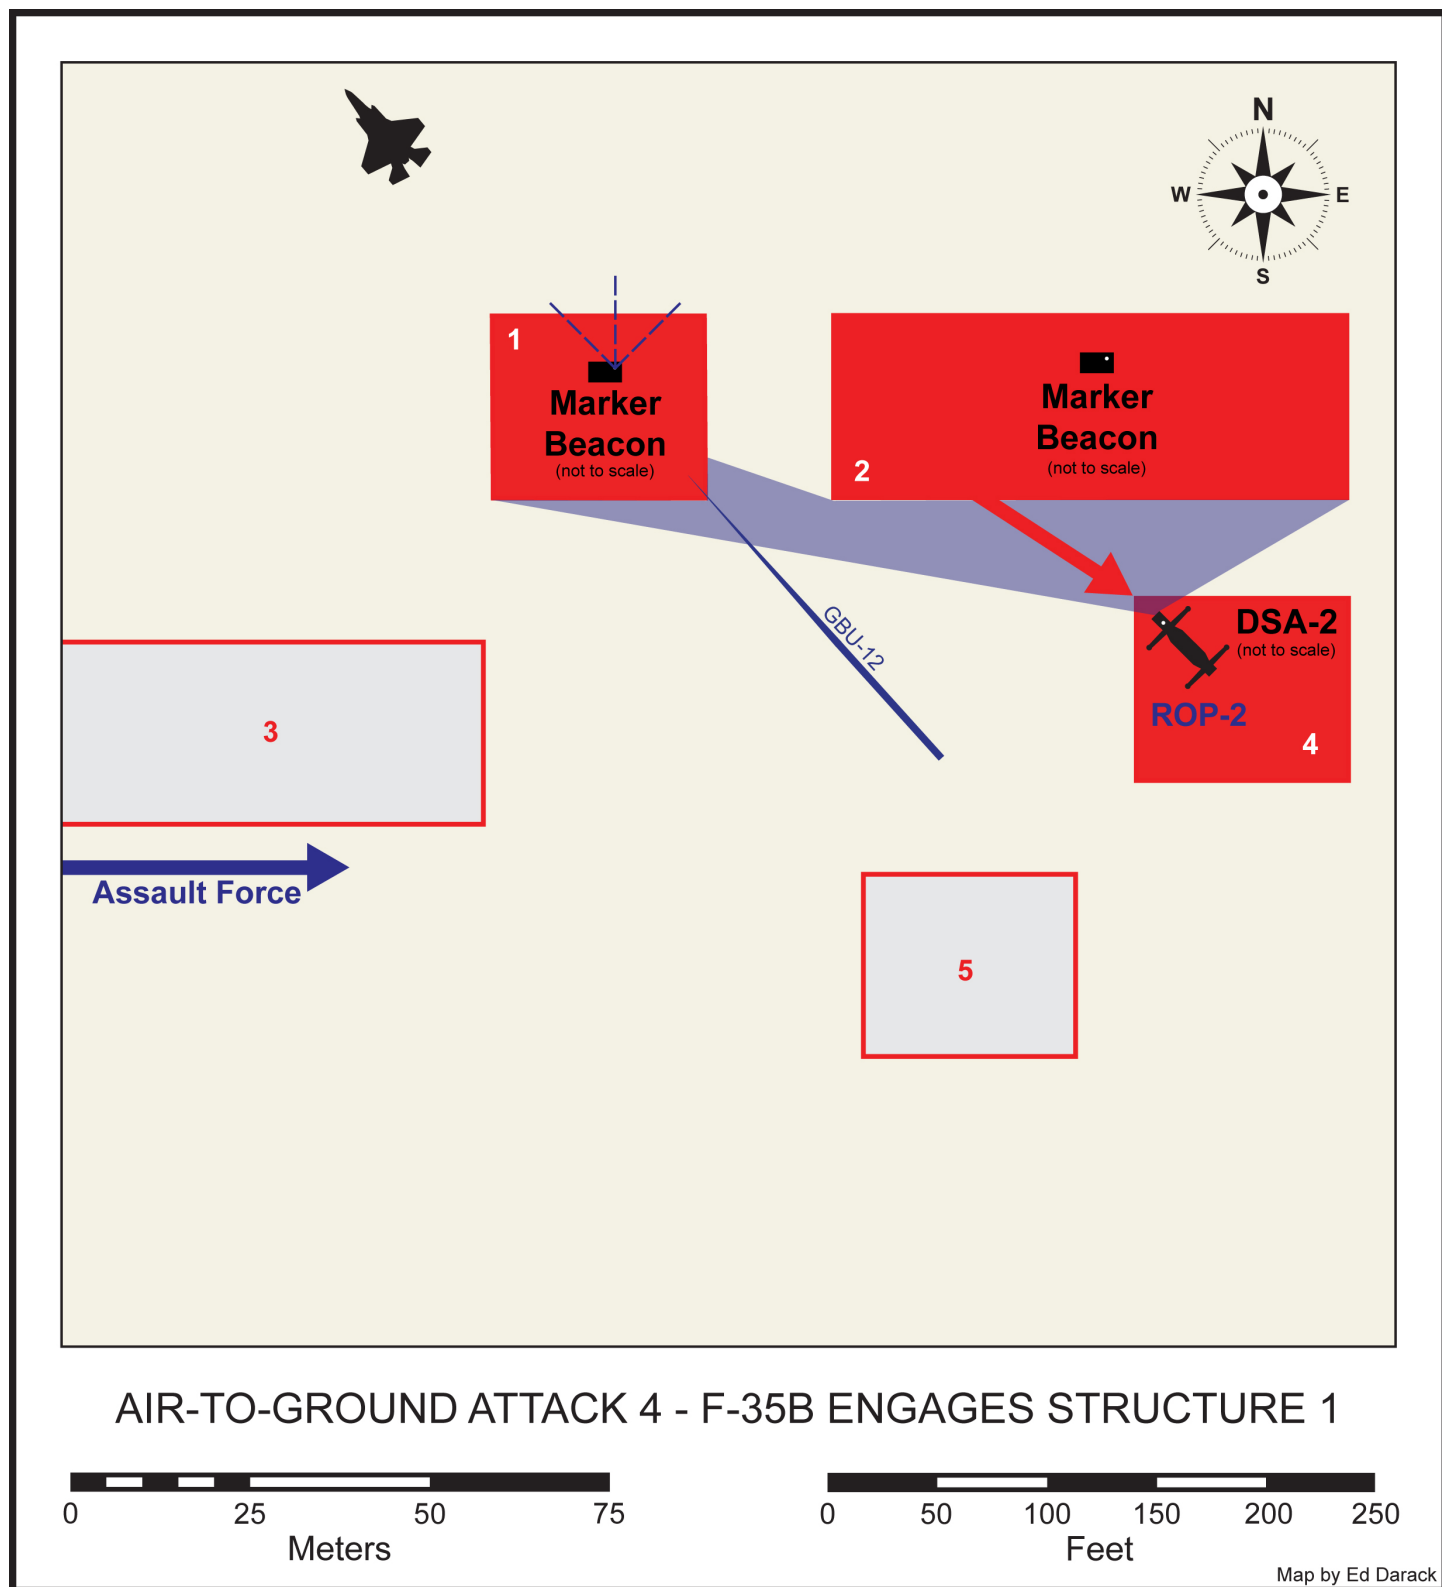 N
W
E
S
1
Marker
Beacon
(not to scale)
Marker
Beacon
(not to scale)
2
GBU-12
DSA-2
(not to scale)
ROP-2
4
3
Assault Force
5
AIR-TO-GROUND ATTACK 4 - F-35B ENGAGES STRUCTURE 1
0 25 50 75
Meters
0 50 100 150 200 250
Feet
Map by Ed Darack